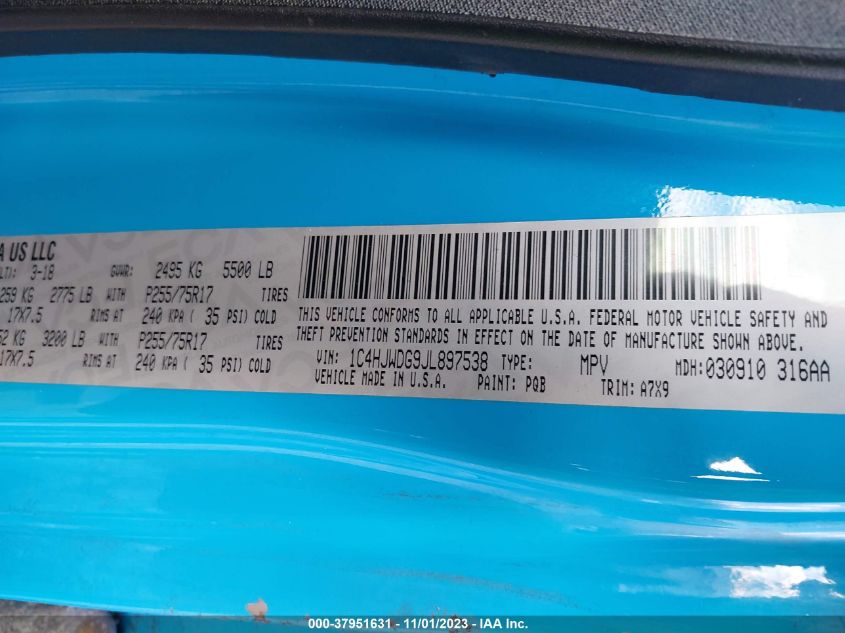 A US LLC
LT): 3-18 GVWR: 2495 KG 5500 LB
259 KG 2775 LB WITH P255/75R17 TIRES
17X7.5 RIMS AT 240 KPA ( 35 PSI) COLD
52 KG 3200 LB WITH P255/75R17 TIRES
17X7.5 RIMS AT 240 KPA ( 35 PSI) COLD
THIS VEHICLE CONFORMS TO ALL APPLICABLE U.S.A. FEDERAL MOTOR VEHICLE SAFETY AND
THEFT PREVENTION STANDARDS IN EFFECT ON THE DATE OF MANUFACTURE SHOWN ABOVE.
VIN: 1C4HJWDG9JL897538 TYPE: MPV MDH:030910 316AA
VEHICLE MADE IN U.S.A. PAINT: PQB TRIM: A7X9
000-37951631 - 11/01/2023 - IAA Inc.